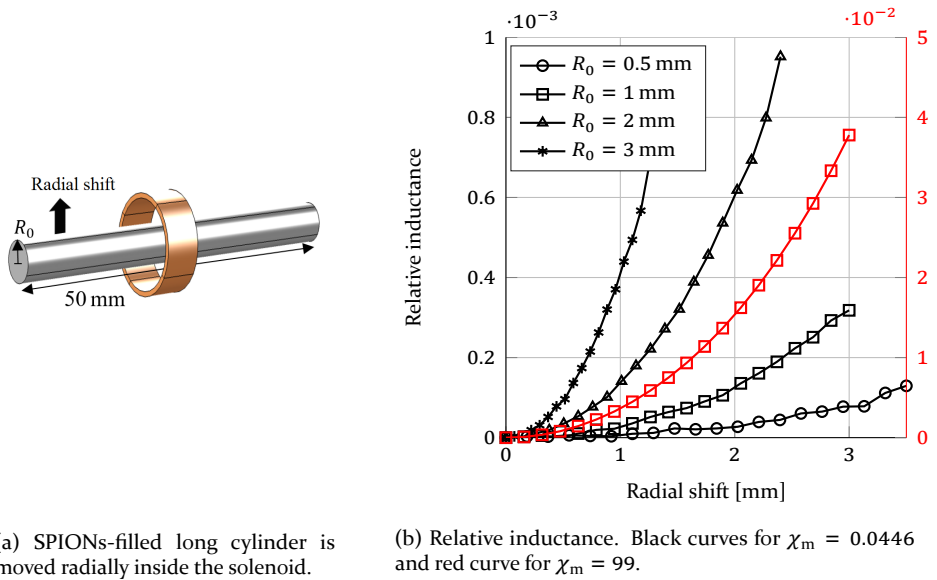 Radial shift
R₀
50 mm
(a) SPIONs-filled long cylinder is
moved radially inside the solenoid.
·10⁻³
·10⁻²
1
0.8
0.6
0.4
0.2
0
5
4
3
2
1
0
0 1 2 3
Relative inductance
Radial shift [mm]
R₀ = 0.5 mm
R₀ = 1 mm
R₀ = 2 mm
R₀ = 3 mm
(b) Relative inductance. Black curves for χₘ = 0.0446
and red curve for χₘ = 99.